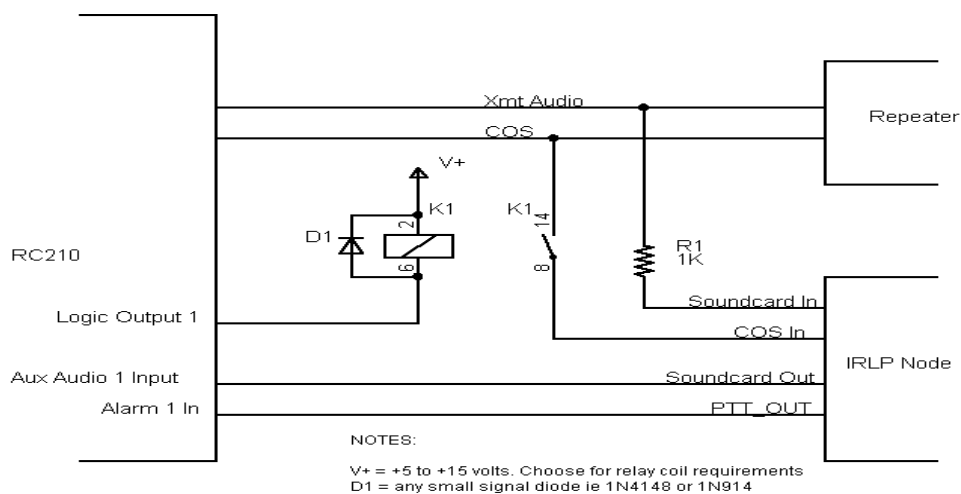 Xmt Audio
Repeater
COS
V+
K1
2
D1
6
K1
14
8
R1
1K
RC210
Soundcard In
Logic Output 1
COS In
IRLP Node
Aux Audio 1 Input
Soundcard Out
Alarm 1 In
PTT_OUT
NOTES:
V+ = +5 to +15 volts. Choose for relay coil requirements
D1 = any small signal diode ie 1N4148 or 1N914